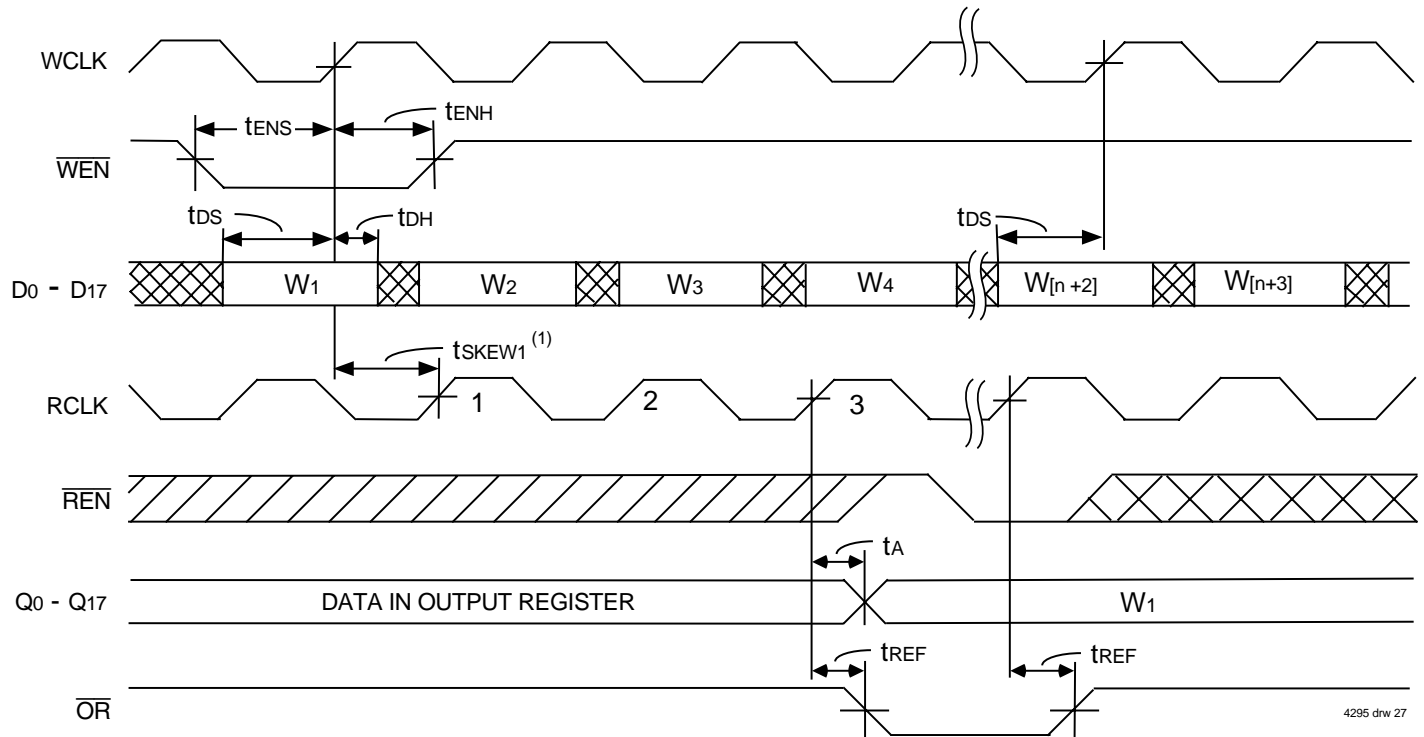 WCLK
tENS
tENH
WEN
tDS
tDH
tDS
D0 - D17
W1
W2
W3
W4
W[n +2]
W[n+3]
tSKEW1 (1)
RCLK
1
2
3
REN
tA
Q0 - Q17
DATA IN OUTPUT REGISTER
W1
tREF
tREF
OR
4295 drw 27